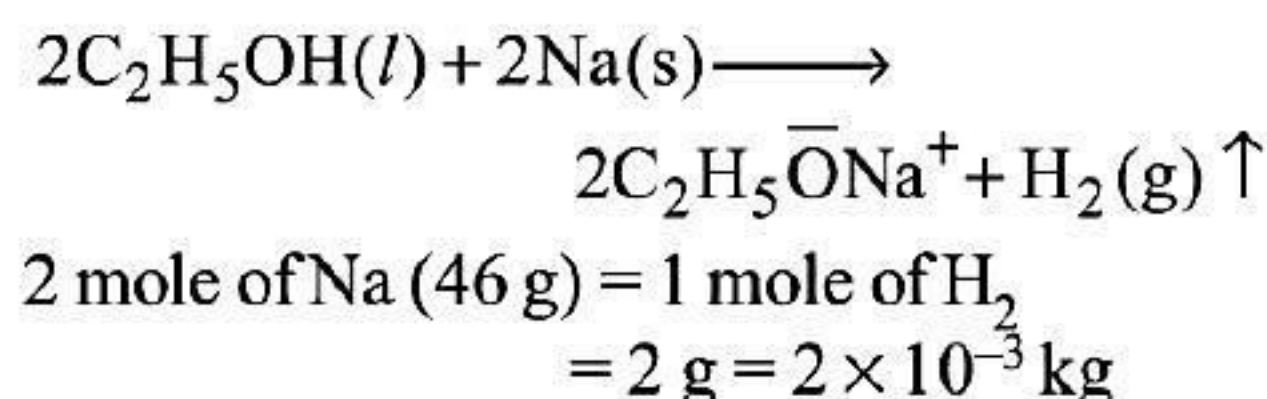 2C₂H₅OH(l) + 2Na(s) ⟶
2C₂H₅O̅Na⁺ + H₂(g) ↑
2 mole of Na (46 g) = 1 mole of H₂
= 2 g = 2 × 10⁻³ kg